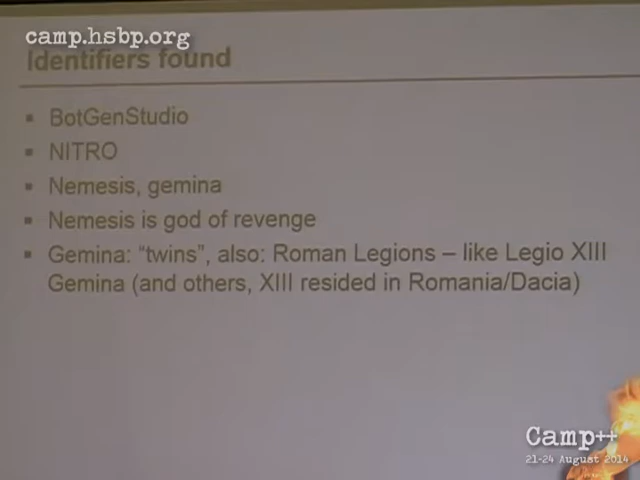 camp.hsbp.org
Identifiers found
▪ BotGenStudio
▪ NITRO
▪ Nemesis, gemina
▪ Nemesis is god of revenge
▪ Gemina: “twins”, also: Roman Legions – like Legio XIII
Gemina (and others, XIII resided in Romania/Dacia)
Camp++
21-24 August 2014